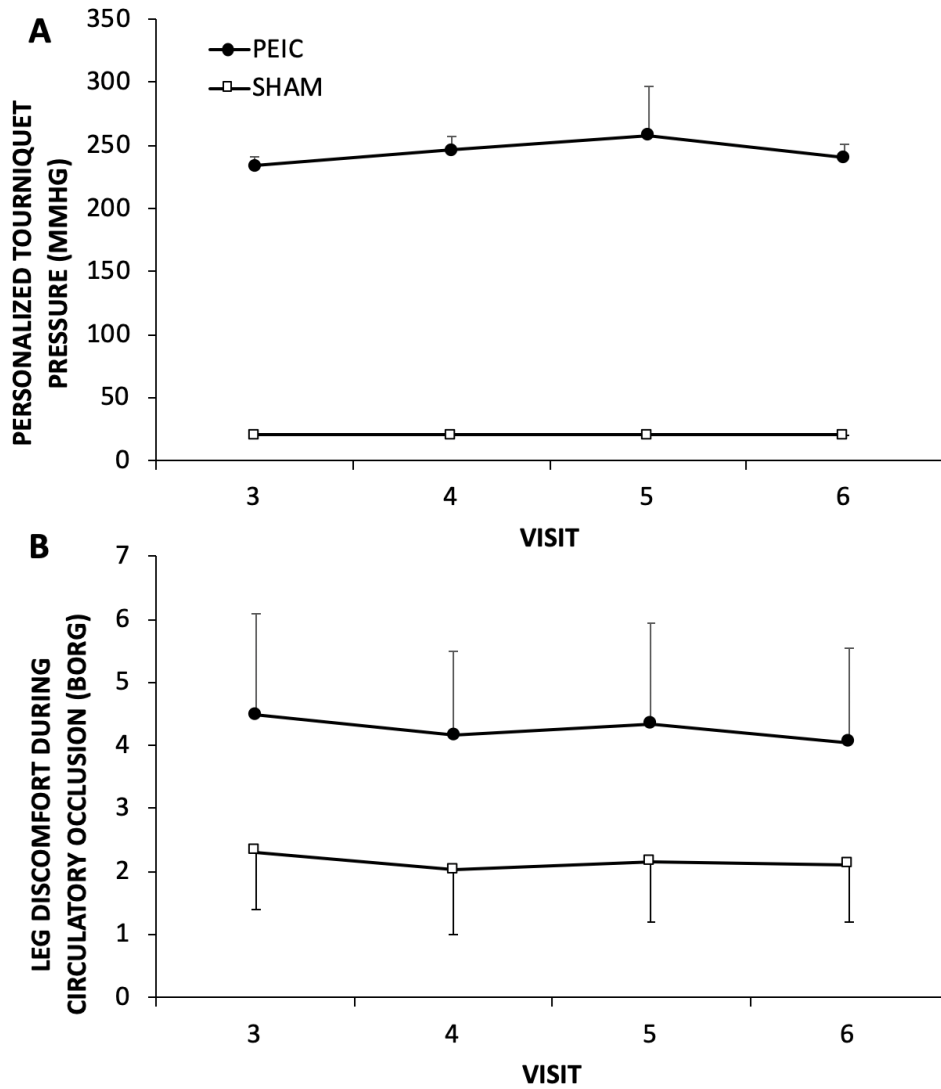 A
350
300
250
200
150
100
50
0
PEIC
SHAM
PERSONALIZED TOURNIQUET
PRESSURE (MMHG)
3 4 5 6
VISIT
B
7
6
5
4
3
2
1
0
LEG DISCOMFORT DURING
CIRCULATORY OCCLUSION (BORG)
3 4 5 6
VISIT